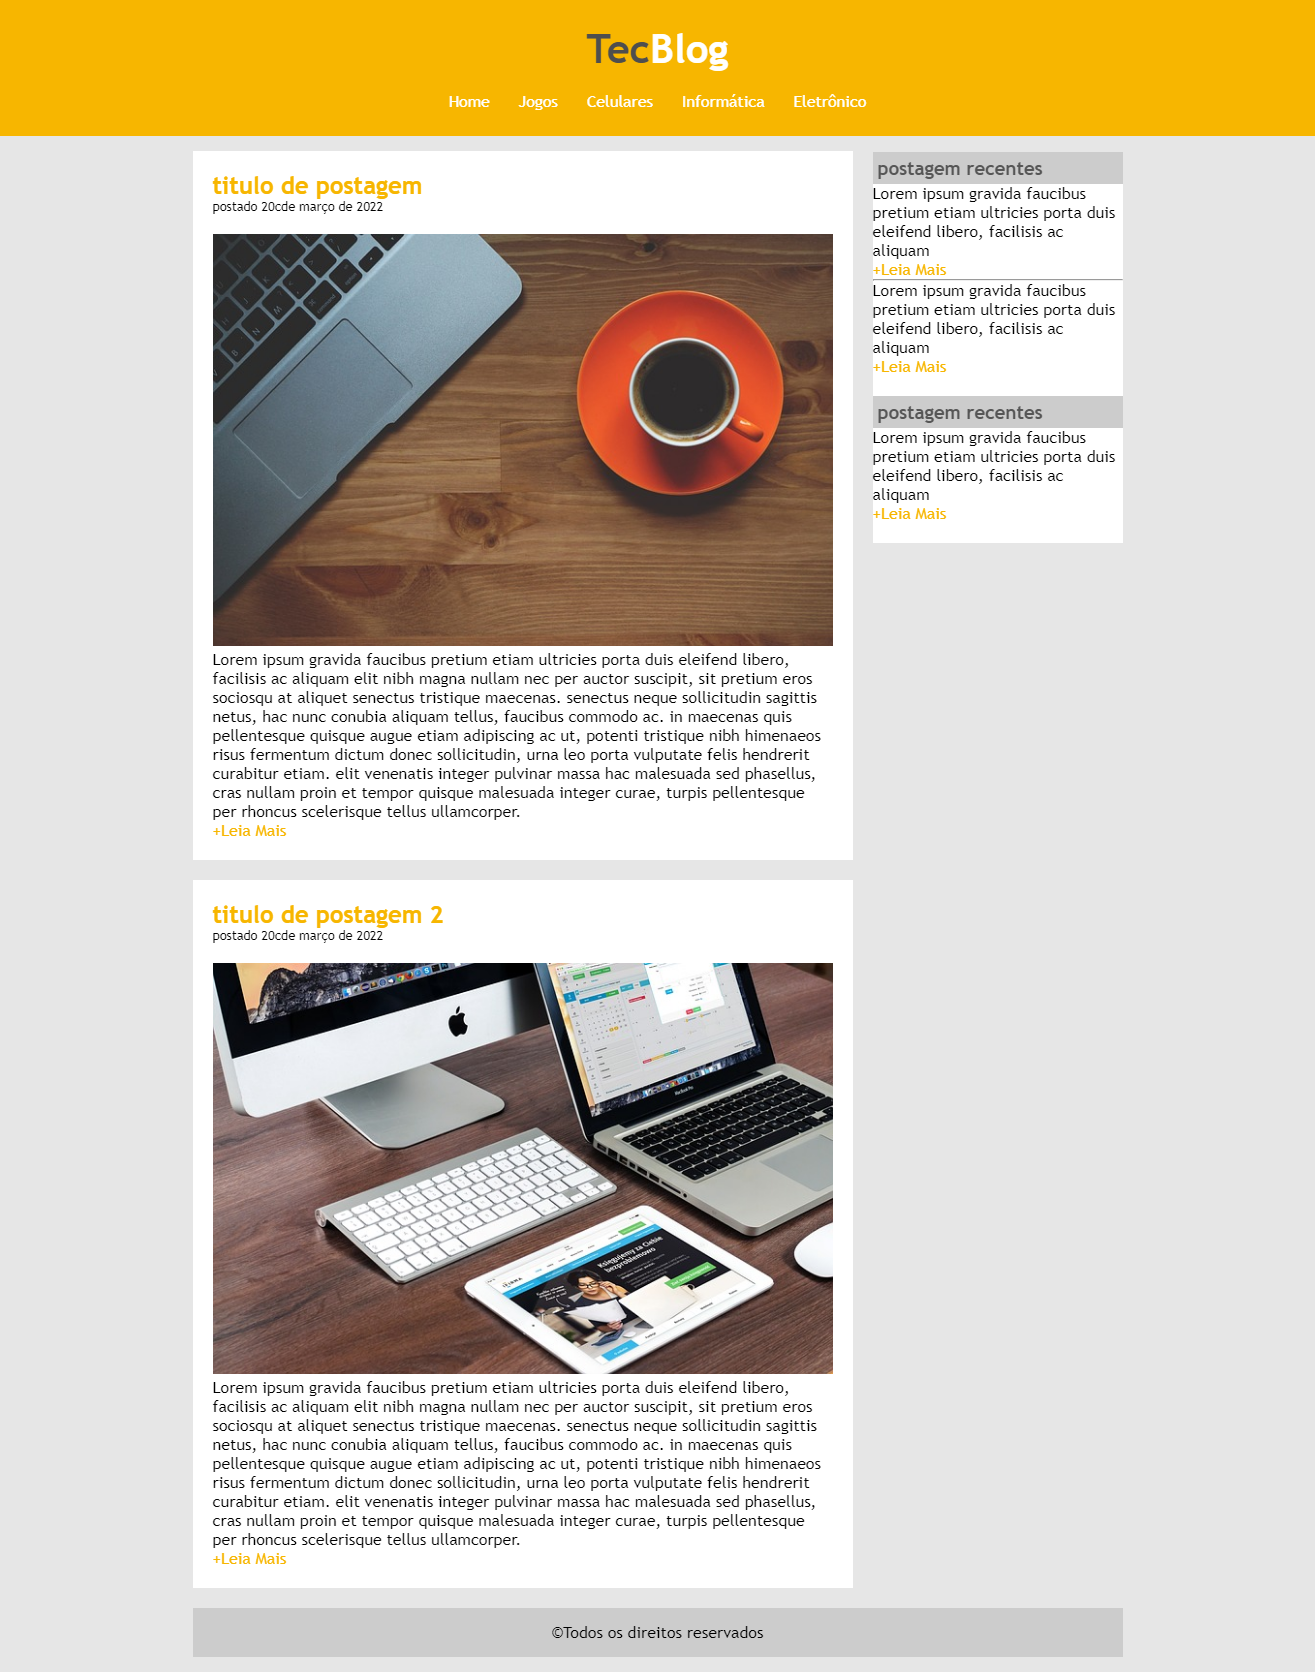 TecBlog
Home Jogos Celulares Informática Eletrônico
titulo de postagem
postado 20cde março de 2022
Lorem ipsum gravida faucibus pretium etiam ultricies porta duis eleifend libero,
facilisis ac aliquam elit nibh magna nullam nec per auctor suscipit, sit pretium eros
sociosqu at aliquet senectus tristique maecenas. senectus neque sollicitudin sagittis
netus, hac nunc conubia aliquam tellus, faucibus commodo ac. in maecenas quis
pellentesque quisque augue etiam adipiscing ac ut, potenti tristique nibh himenaeos
risus fermentum dictum donec sollicitudin, urna leo porta vulputate felis hendrerit
curabitur etiam. elit venenatis integer pulvinar massa hac malesuada sed phasellus,
cras nullam proin et tempor quisque malesuada integer curae, turpis pellentesque
per rhoncus scelerisque tellus ullamcorper.
+Leia Mais
titulo de postagem 2
postado 20cde março de 2022
Księgujemy za Ciebie
bezproblemowo
Lorem ipsum gravida faucibus pretium etiam ultricies porta duis eleifend libero,
facilisis ac aliquam elit nibh magna nullam nec per auctor suscipit, sit pretium eros
sociosqu at aliquet senectus tristique maecenas. senectus neque sollicitudin sagittis
netus, hac nunc conubia aliquam tellus, faucibus commodo ac. in maecenas quis
pellentesque quisque augue etiam adipiscing ac ut, potenti tristique nibh himenaeos
risus fermentum dictum donec sollicitudin, urna leo porta vulputate felis hendrerit
curabitur etiam. elit venenatis integer pulvinar massa hac malesuada sed phasellus,
cras nullam proin et tempor quisque malesuada integer curae, turpis pellentesque
per rhoncus scelerisque tellus ullamcorper.
+Leia Mais
postagem recentes
Lorem ipsum gravida faucibus
pretium etiam ultricies porta duis
eleifend libero, facilisis ac
aliquam
+Leia Mais
Lorem ipsum gravida faucibus
pretium etiam ultricies porta duis
eleifend libero, facilisis ac
aliquam
+Leia Mais
postagem recentes
Lorem ipsum gravida faucibus
pretium etiam ultricies porta duis
eleifend libero, facilisis ac
aliquam
+Leia Mais
©Todos os direitos reservados